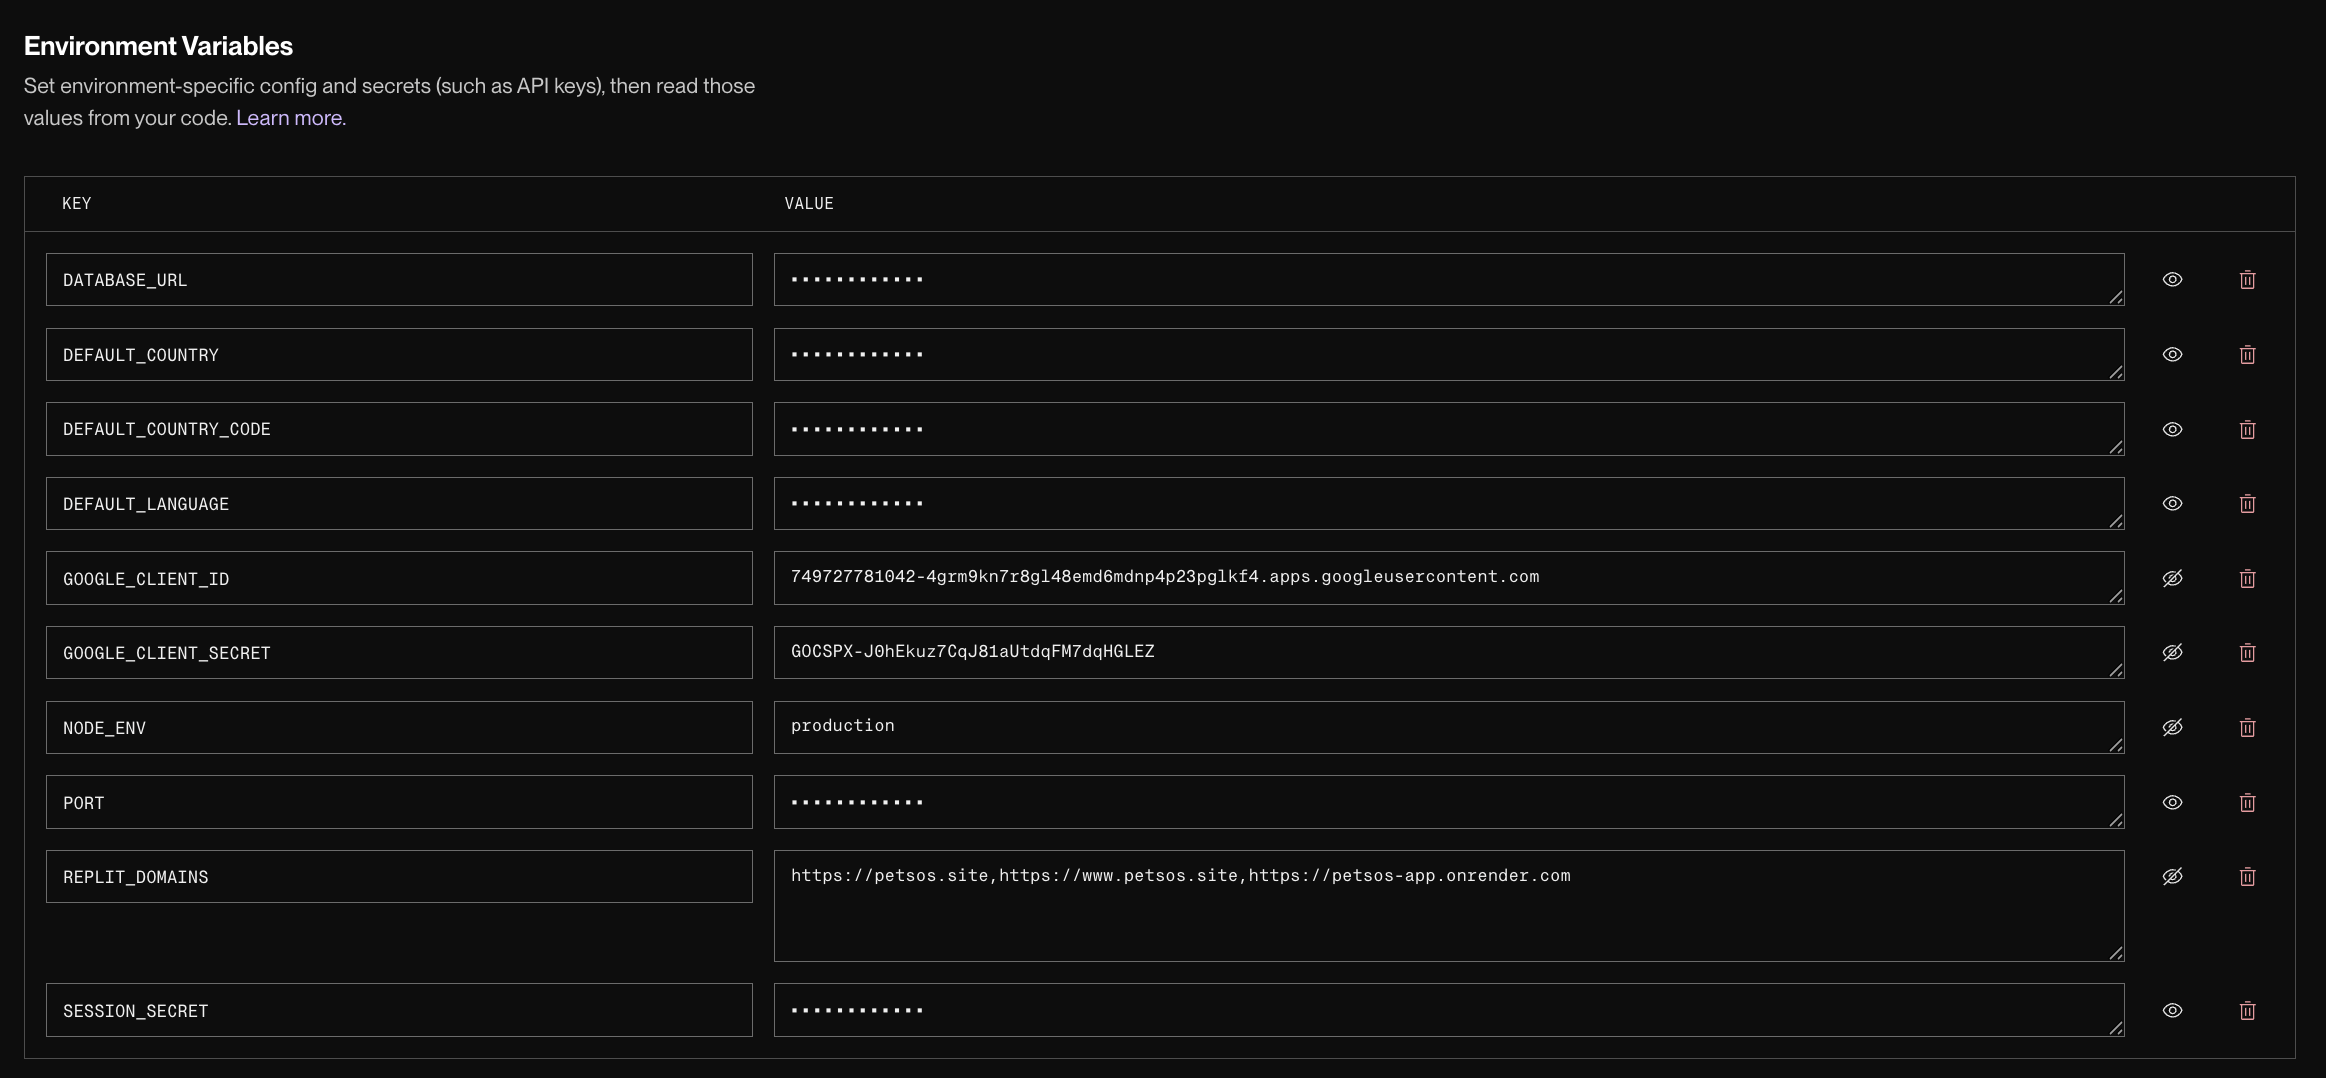 Environment Variables
Set environment-specific config and secrets (such as API keys), then read those
values from your code. Learn more.
KEY VALUE
DATABASE_URL ············
DEFAULT_COUNTRY ············
DEFAULT_COUNTRY_CODE ············
DEFAULT_LANGUAGE ············
GOOGLE_CLIENT_ID 749727781042-4grm9kn7r8gl48emd6mdnp4p23pglkf4.apps.googleusercontent.com
GOOGLE_CLIENT_SECRET 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
NODE_ENV production
PORT ············
REPLIT_DOMAINS https://petsos.site,https://www.petsos.site,https://petsos-app.onrender.com
SESSION_SECRET ············